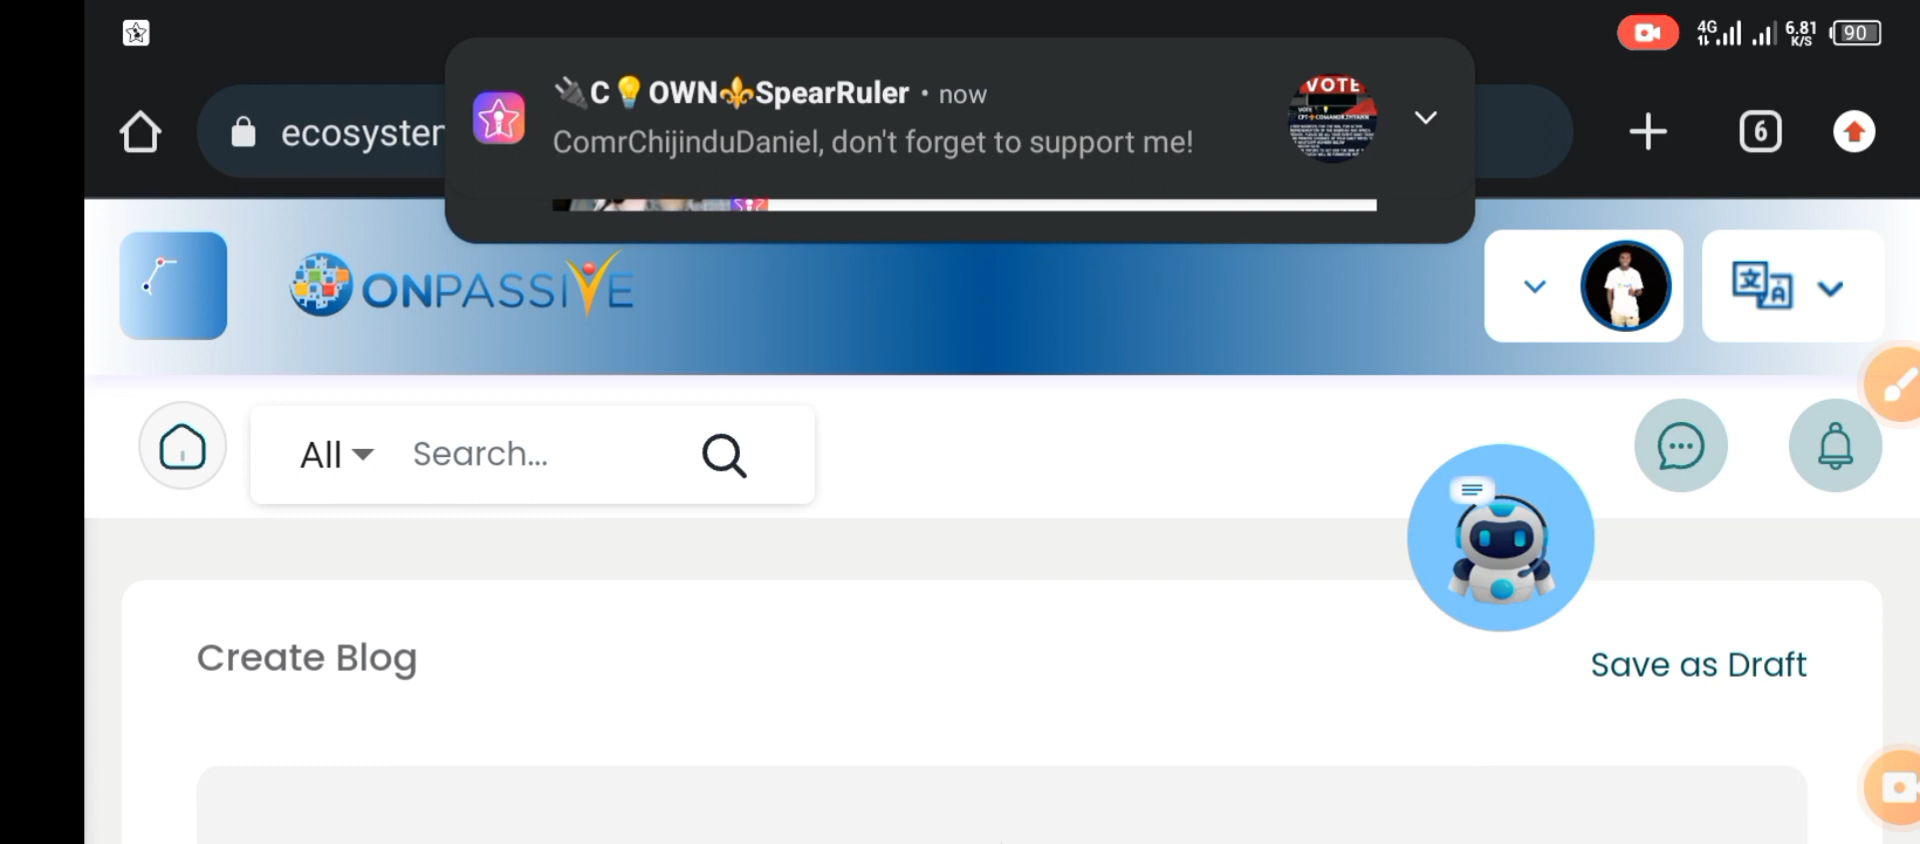 4G
6.81
K/S
90
C💡OWN⚜SpearRuler • now
ComrChijinduDaniel, don't forget to support me!
VOTE
ecosyster
6
ONPASSIVE
文
A
All
Search...
Create Blog
Save as Draft